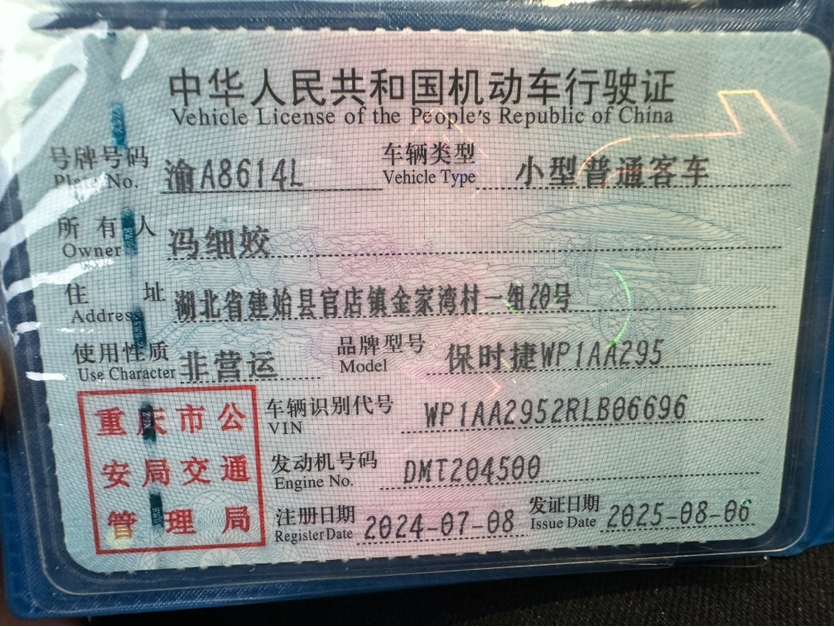 中华人民共和国机动车行驶证
Vehicle License of the People's Republic of China
号牌号码 渝A8614L 车辆类型 小型普通客车
Plate No. Vehicle Type
所有人 冯细姣
Owner
住址 湖北省建始县官店镇金家湾村一组20号
Address
使用性质 非营运 品牌型号 保时捷WP1AA295
Use Character Model
重庆市公
安局交通
管理局
车辆识别代号 WP1AA2952RLB06696
VIN
发动机号码 DMT204500
Engine No.
注册日期 2024-07-08 发证日期 2025-08-06
Register Date Issue Date